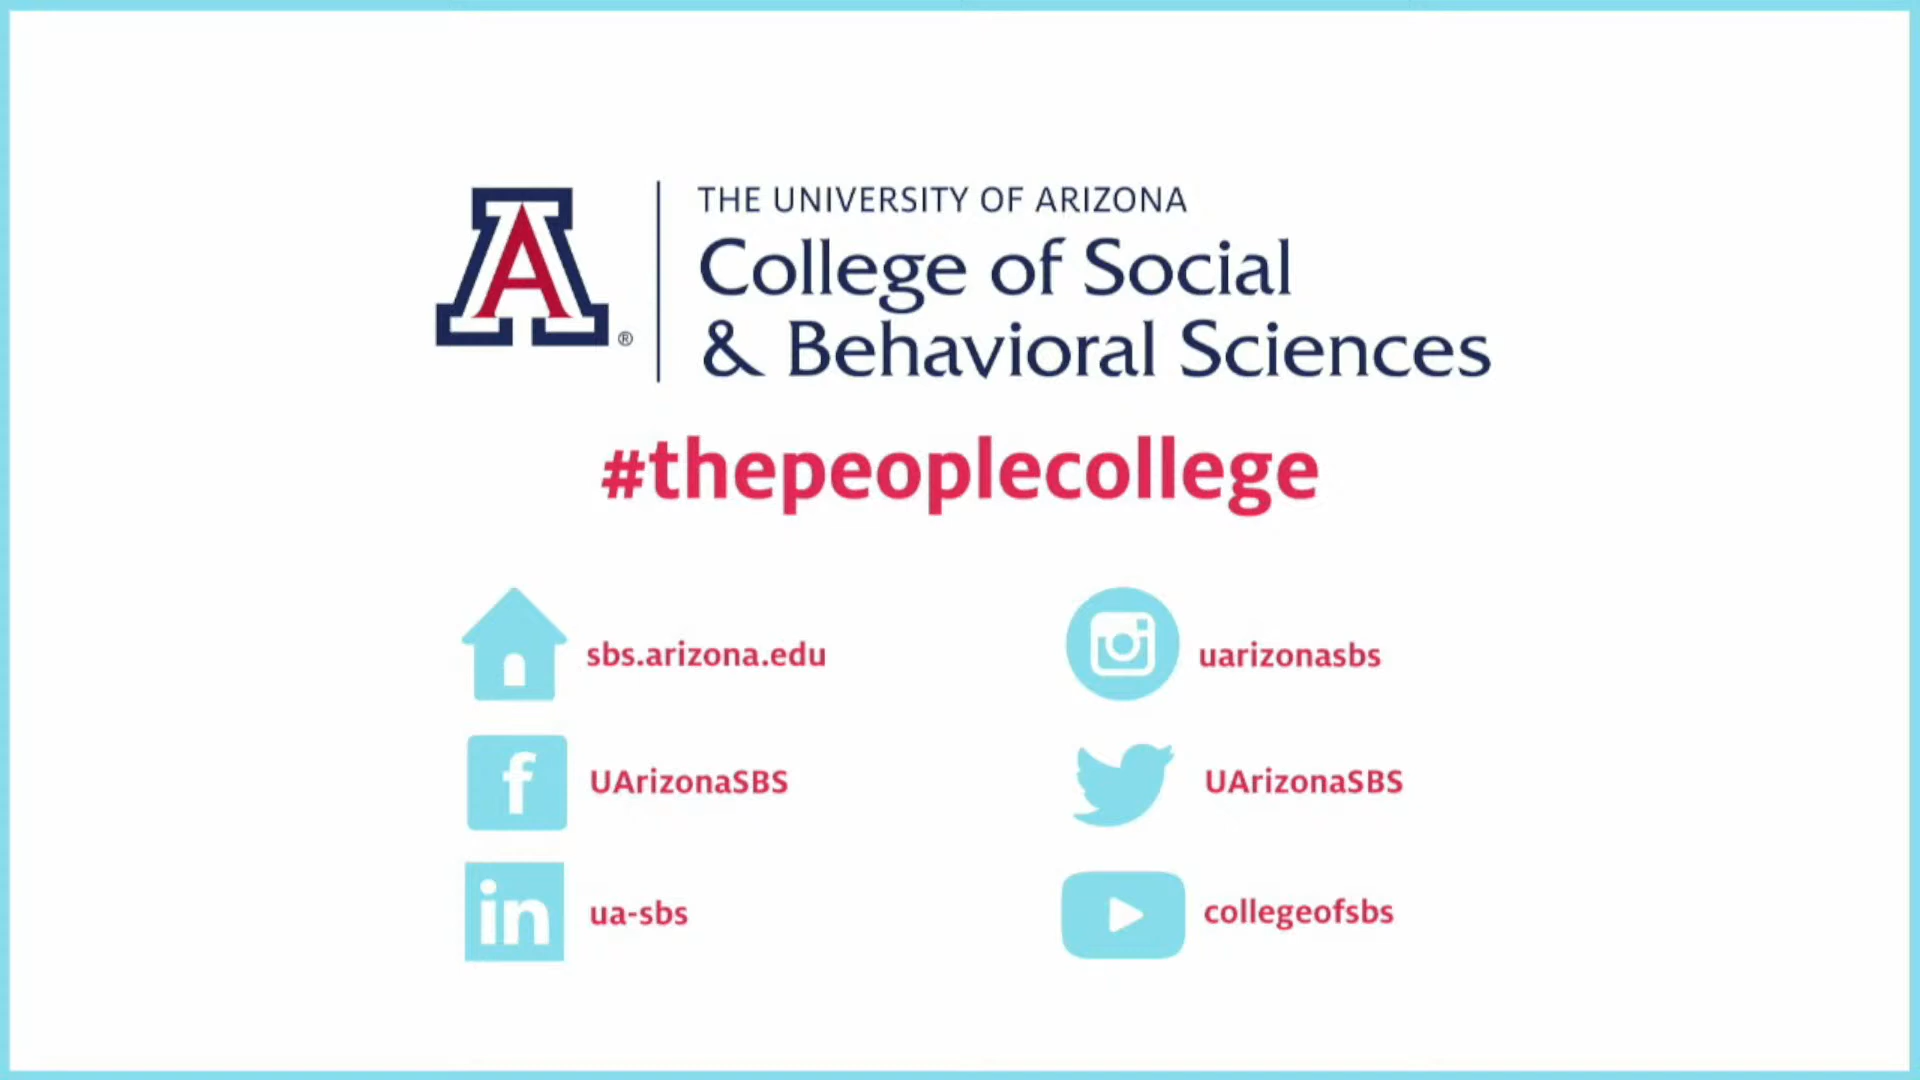 A ®
THE UNIVERSITY OF ARIZONA
College of Social
& Behavioral Sciences
#thepeoplecollege
sbs.arizona.edu
uarizonasbs
f UArizonaSBS
UArizonaSBS
in ua-sbs
collegeofsbs